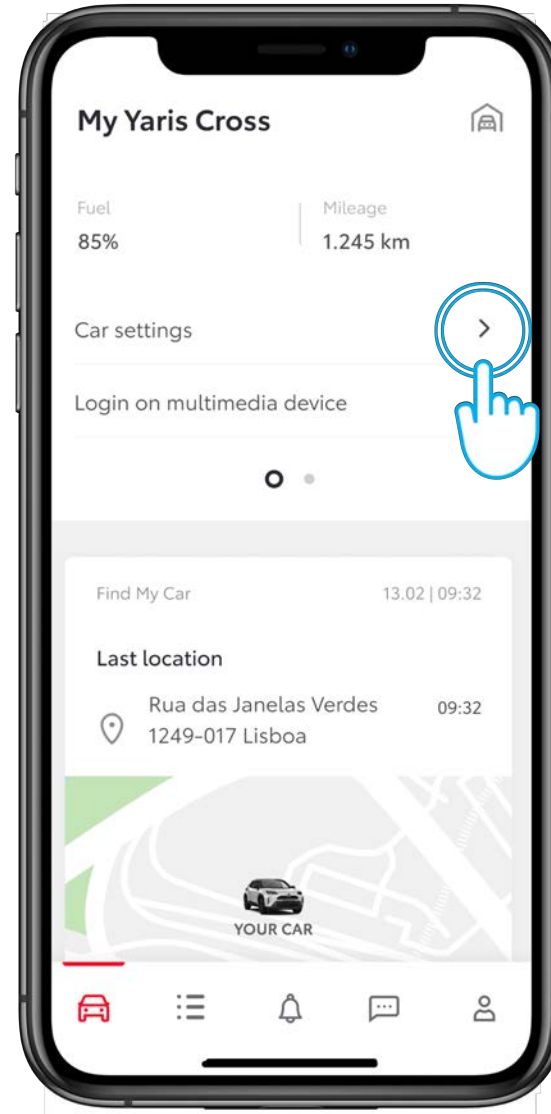 My Yaris Cross
Fuel
Mileage
85%
1.245 km
Car settings
Login on multimedia device
Find My Car
13.02 | 09:32
Last location
Rua das Janelas Verdes
09:32
1249-017 Lisboa
YOUR CAR